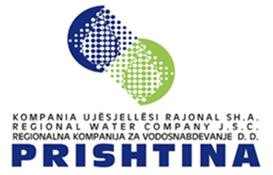 KOMPANIA UJËSJELLËSI RAJONAL SH.A.
REGIONAL WATER COMPANY J.S.C.
REGIONALNA KOMPANIJA ZA VODOSNABDEVANJE D. D.
PRISHTINA